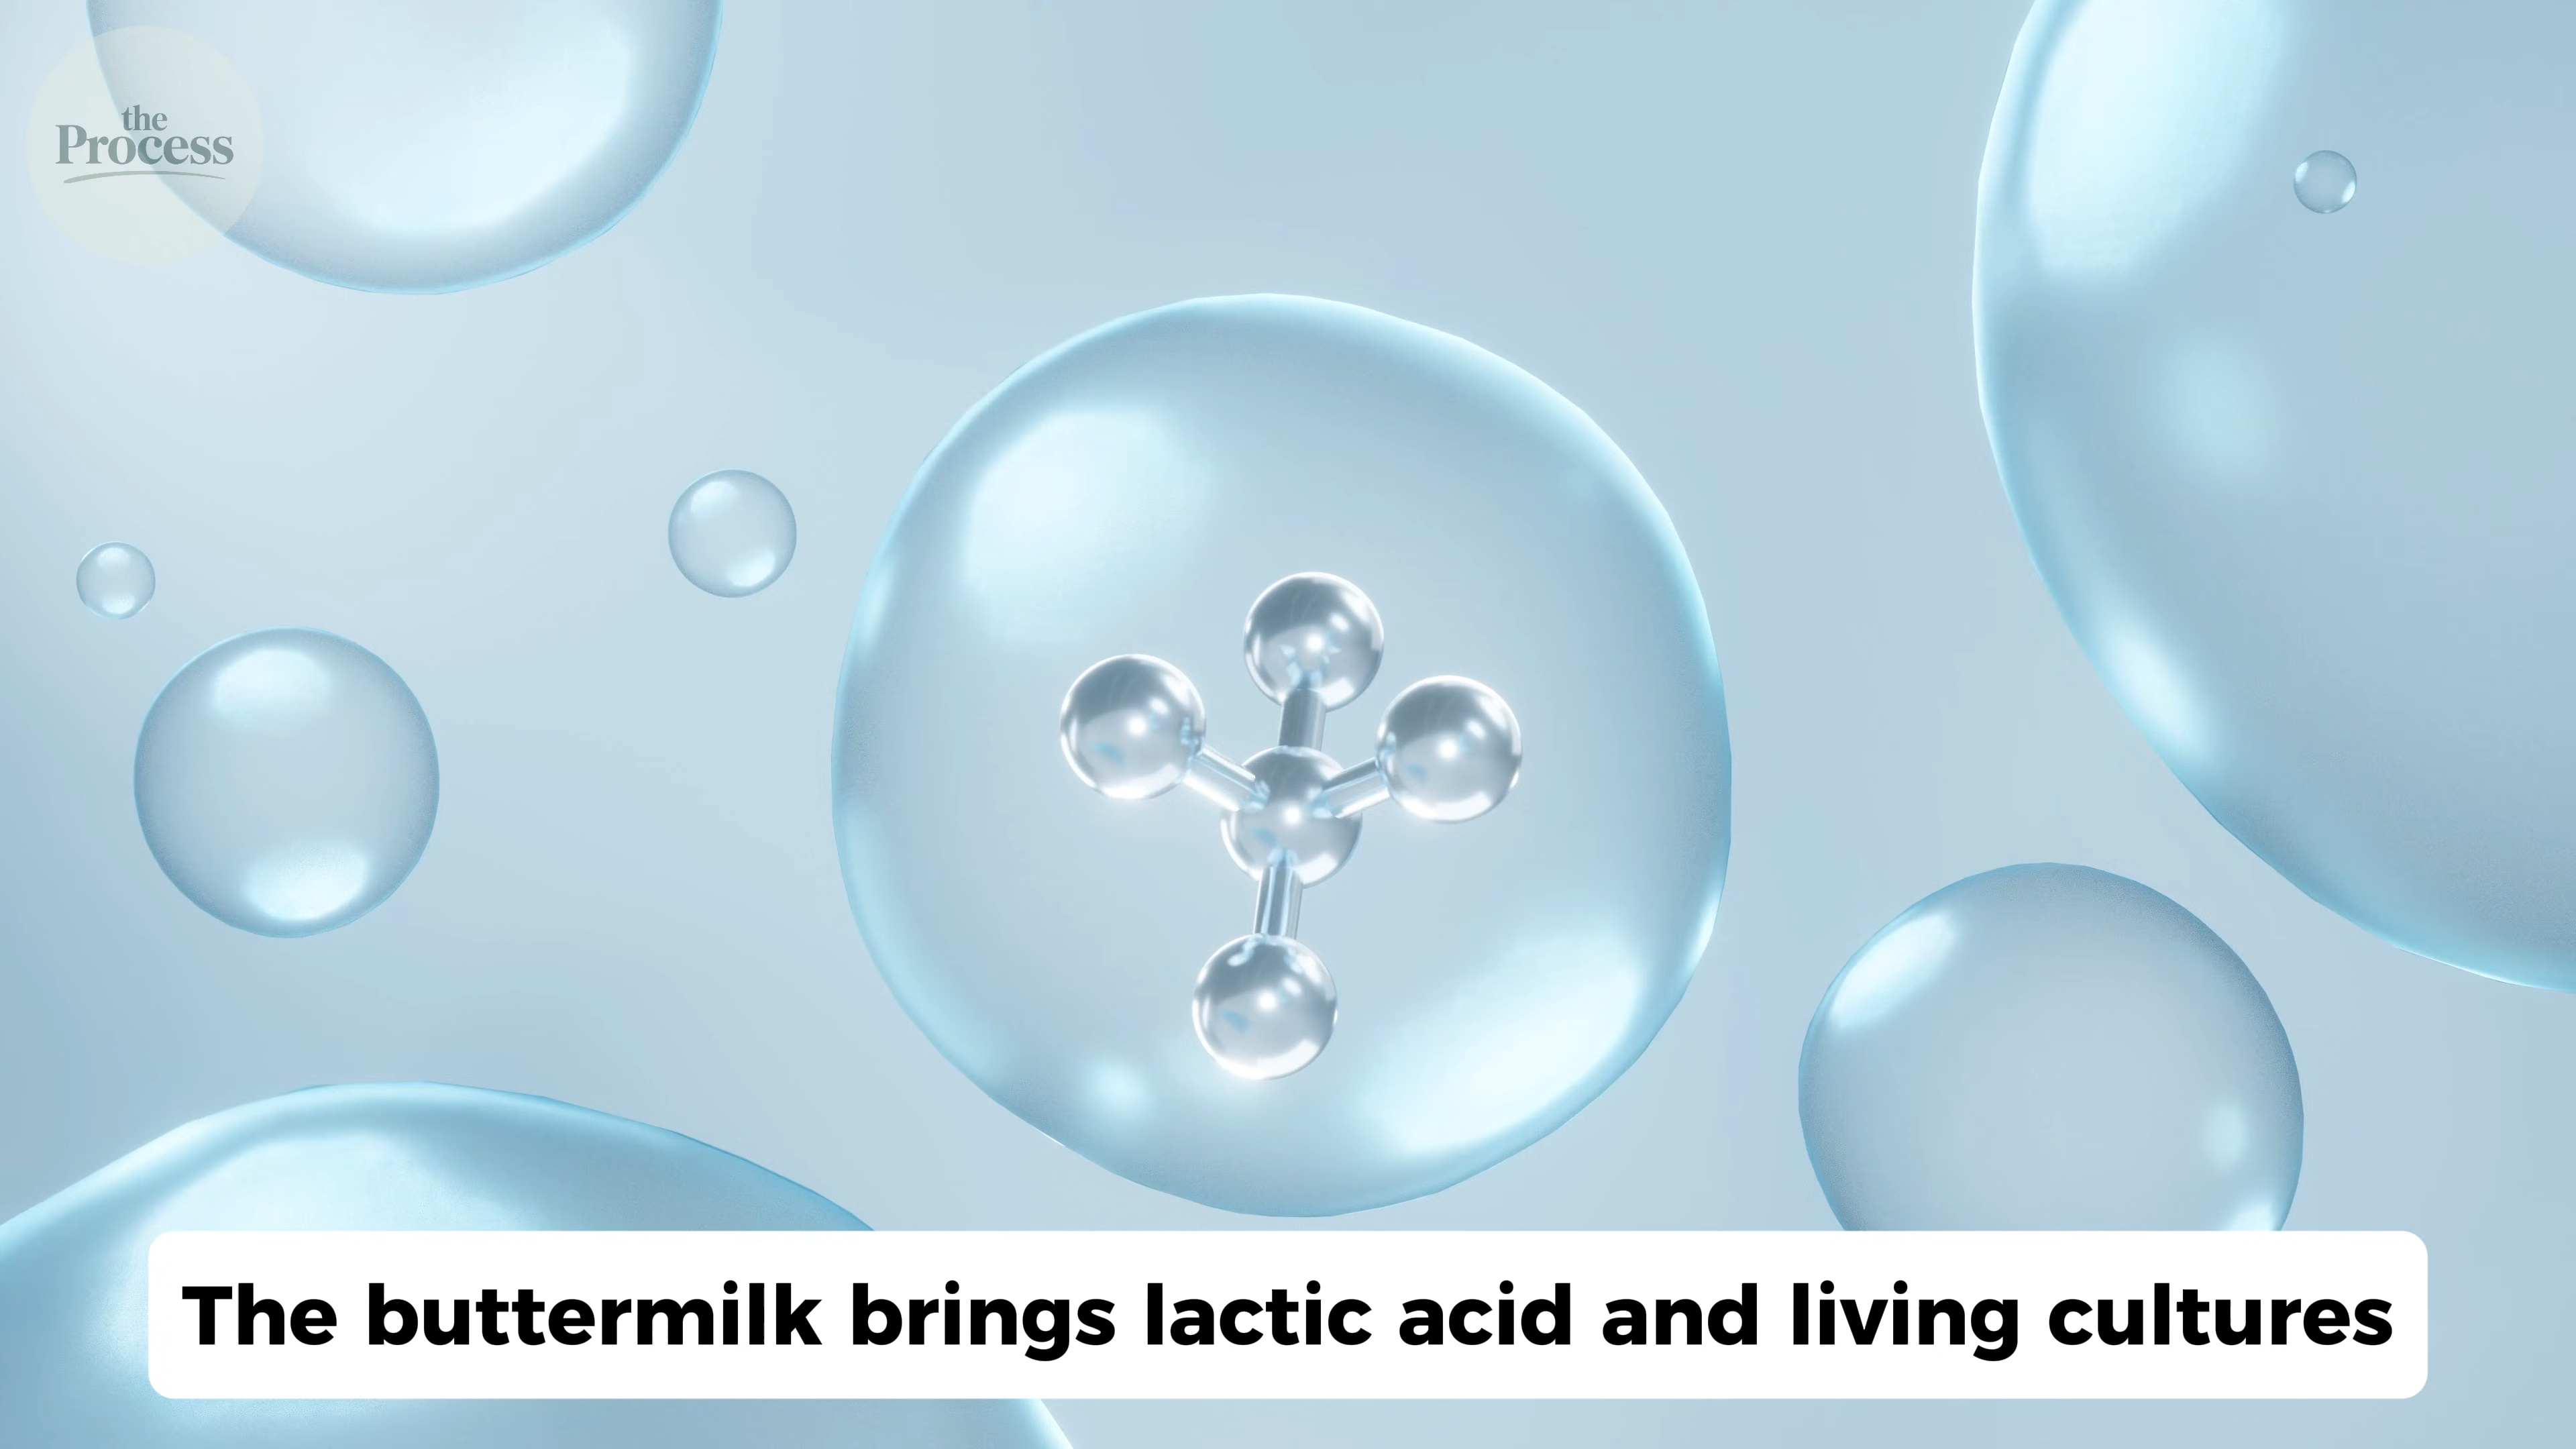 the
Process
The buttermilk brings lactic acid and living cultures